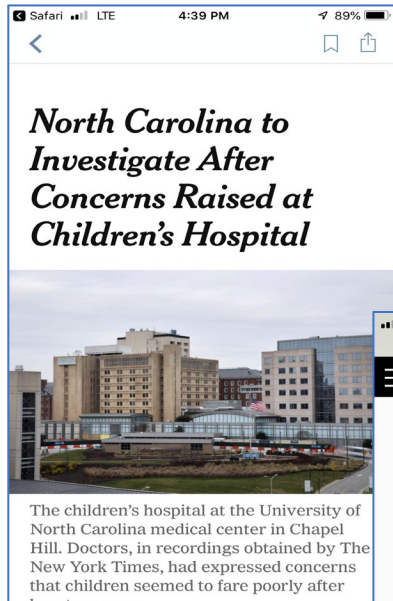 Safari LTE 4:39 PM 89%
North Carolina to
Investigate After
Concerns Raised at
Children's Hospital
The children's hospital at the University of
North Carolina medical center in Chapel
Hill. Doctors, in recordings obtained by The
New York Times, had expressed concerns
that children seemed to fare poorly after